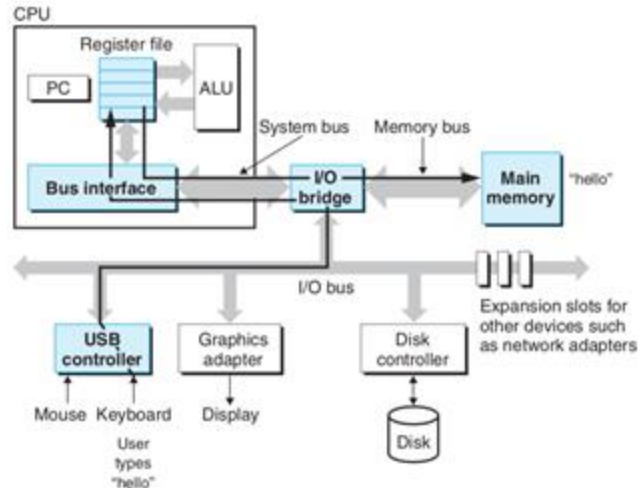 CPU
Register file
PC
ALU
System bus
Memory bus
Bus interface
I/O
bridge
Main
memory
"hello"
I/O bus
Expansion slots for
other devices such
as network adapters
USB
controller
Graphics
adapter
Disk
controller
Mouse
Keyboard
Display
User
types
"hello"
Disk